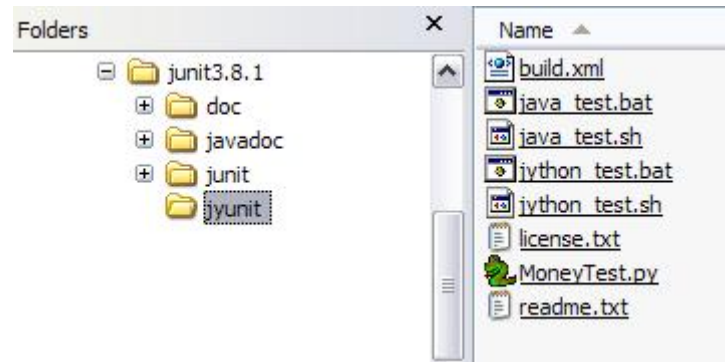 Folders
junit3.8.1
doc
javadoc
junit
jyunit
Name
build.xml
java_test.bat
java_test.sh
jython_test.bat
jython_test.sh
license.txt
MoneyTest.py
readme.txt